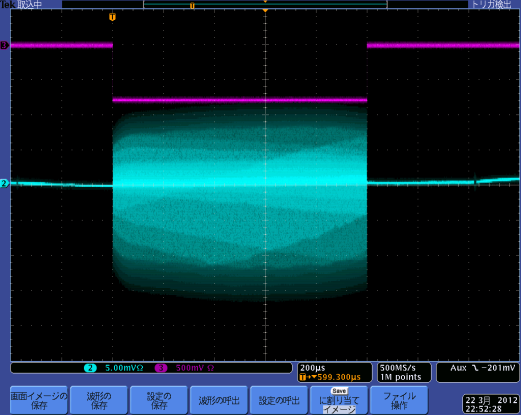 Tek 取込中
トリガ検出
T
T
3
2
2 5.00mVΩ 3 500mV Ω
200μs
T→▼599.300μs
500MS/s
1M points
Aux -201mV
画面イメージの
保存
波形の
保存
設定の
保存
波形の呼出
設定の呼出
Save
に割り当て
イメージ
ファイル
操作
22 3月 2012
22:52:28